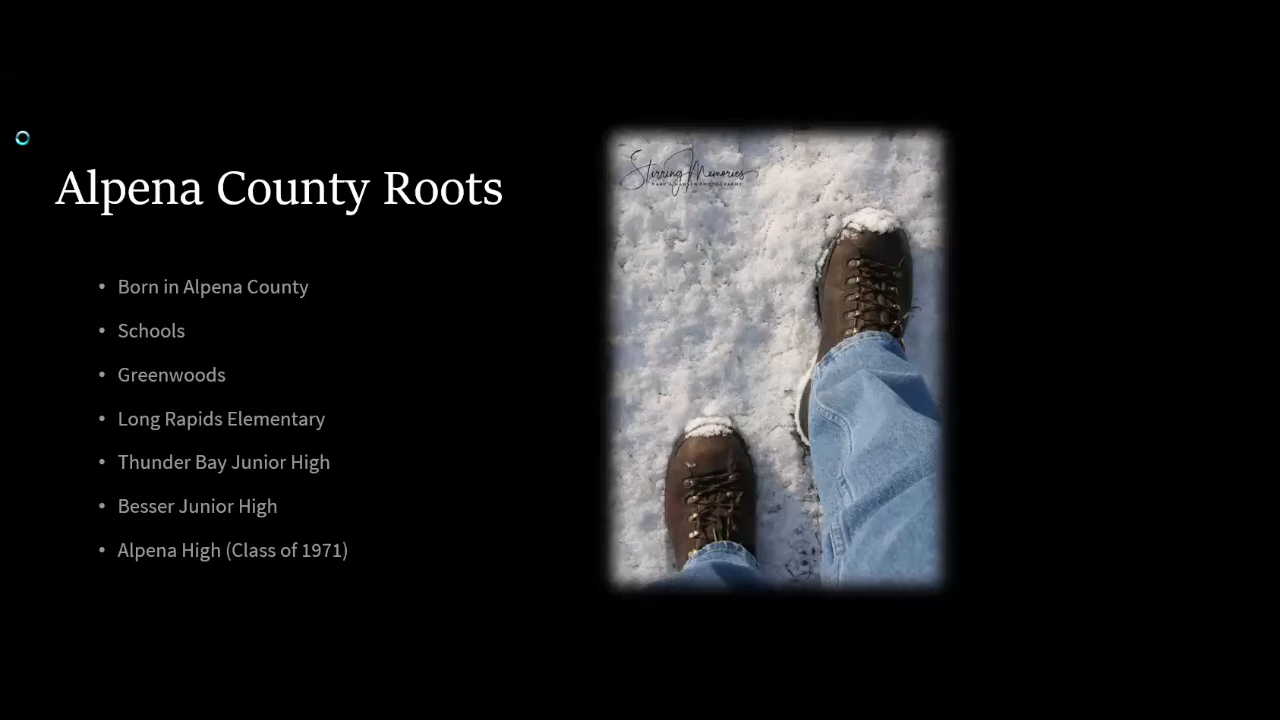 Alpena County Roots
• Born in Alpena County
• Schools
• Greenwoods
• Long Rapids Elementary
• Thunder Bay Junior High
• Besser Junior High
• Alpena High (Class of 1971)
Stirring Memories